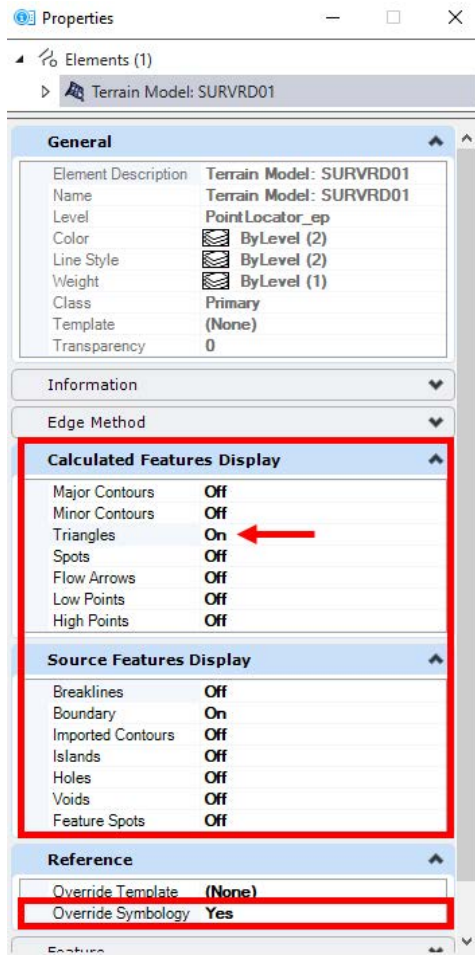 Properties
Elements (1)
Terrain Model: SURVRD01
General
Element Description Terrain Model: SURVRD01
Name Terrain Model: SURVRD01
Level PointLocator_ep
Color ByLevel (2)
Line Style ByLevel (2)
Weight ByLevel (1)
Class Primary
Template (None)
Transparency 0
Information
Edge Method
Calculated Features Display
Major Contours Off
Minor Contours Off
Triangles On
Spots Off
Flow Arrows Off
Low Points Off
High Points Off
Source Features Display
Breaklines Off
Boundary On
Imported Contours Off
Islands Off
Holes Off
Voids Off
Feature Spots Off
Reference
Override Template (None)
Override Symbology Yes
Feature